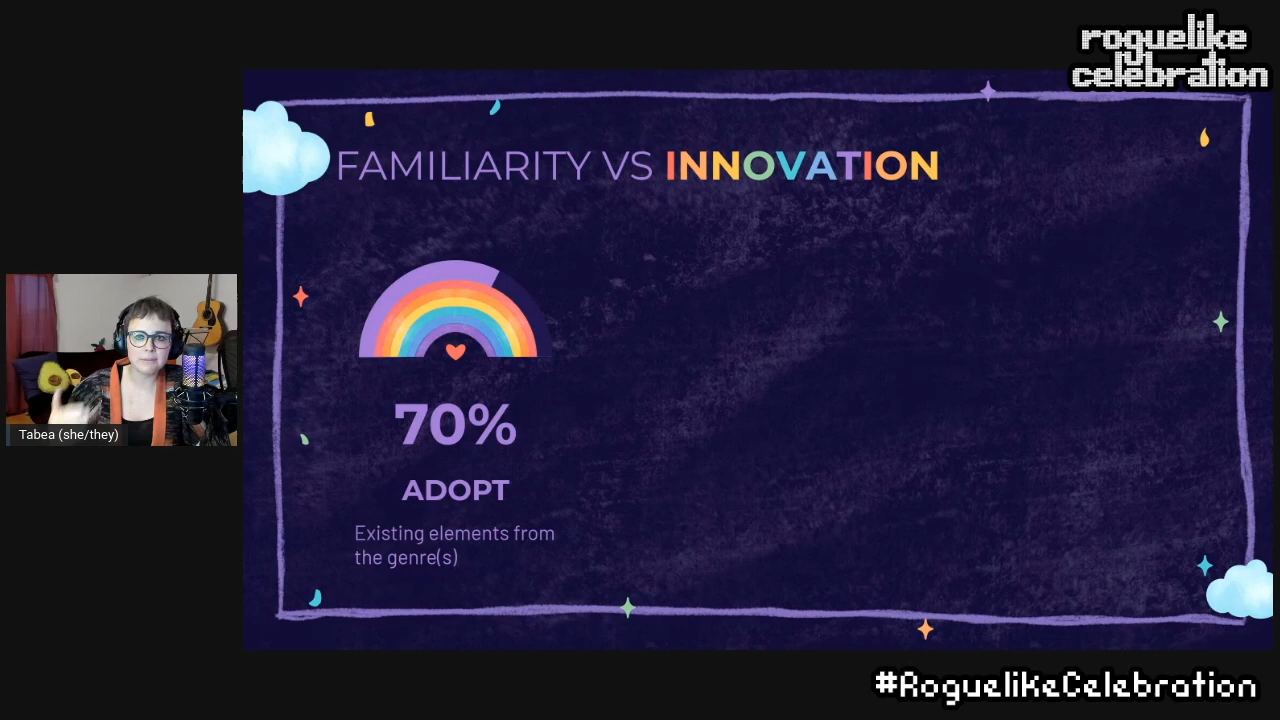 roguelike
celebration
FAMILIARITY VS INNOVATION
70%
ADOPT
Existing elements from
the genre(s)
Tabea (she/they)
#RoguelikeCelebration